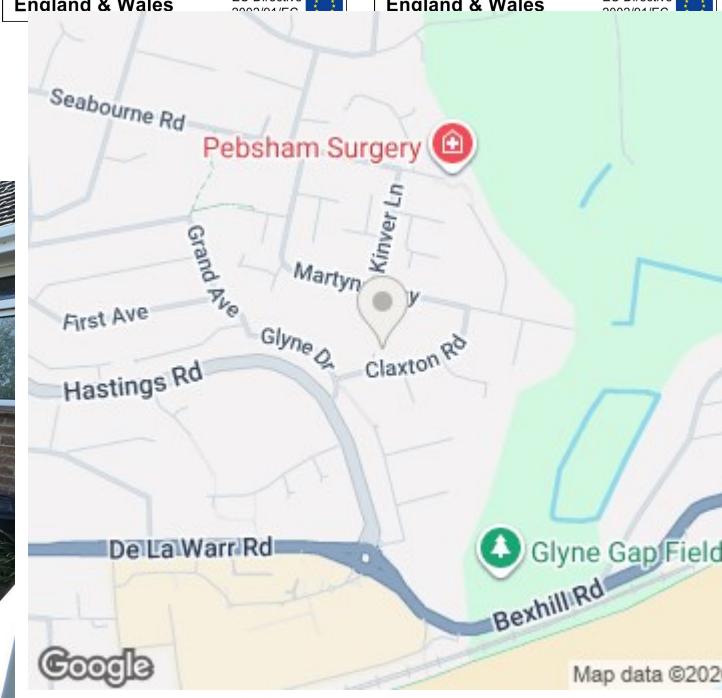 England & Wales
England & Wales
Seabourne Rd
Pebsham Surgery
Kinver Ln
Grand Ave
Martyn
y
First Ave
Glyne Dr
Claxton Rd
Hastings Rd
De La Warr Rd
Glyne Gap Field
Bexhill Rd
Google
Map data ©202